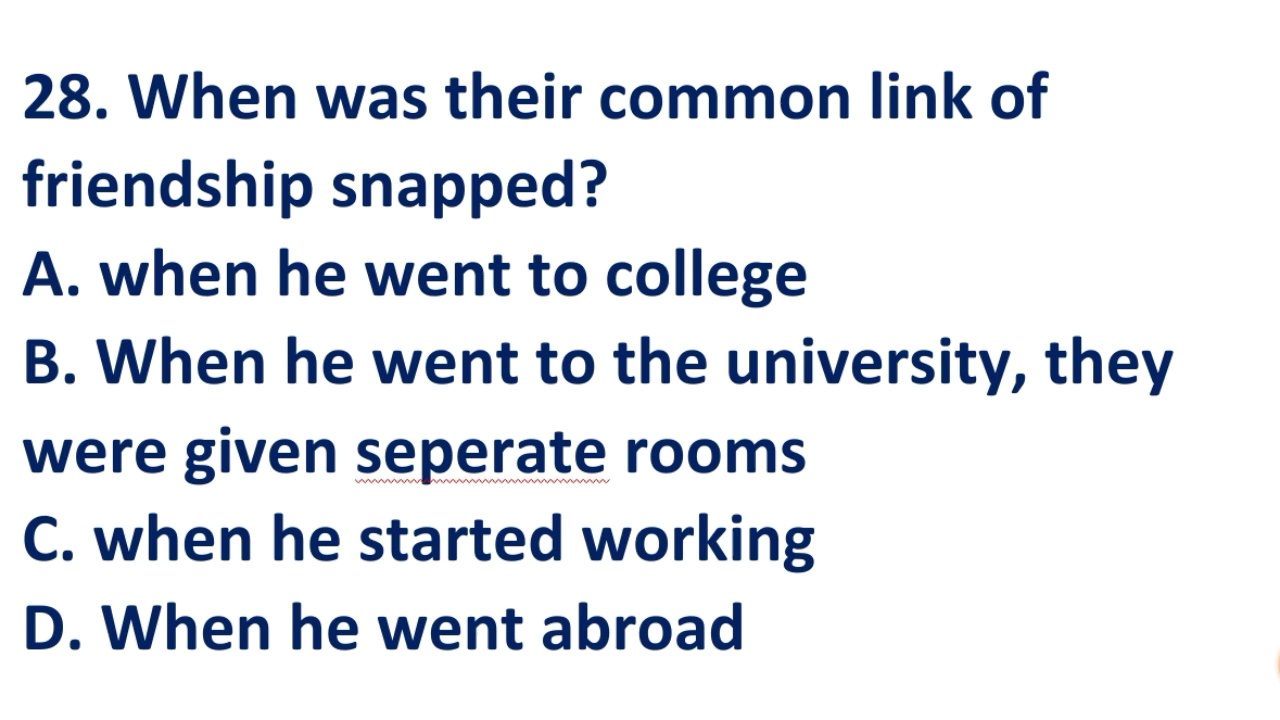 28. When was their common link of
friendship snapped?
A. when he went to college
B. When he went to the university, they
were given seperate rooms
C. when he started working
D. When he went abroad